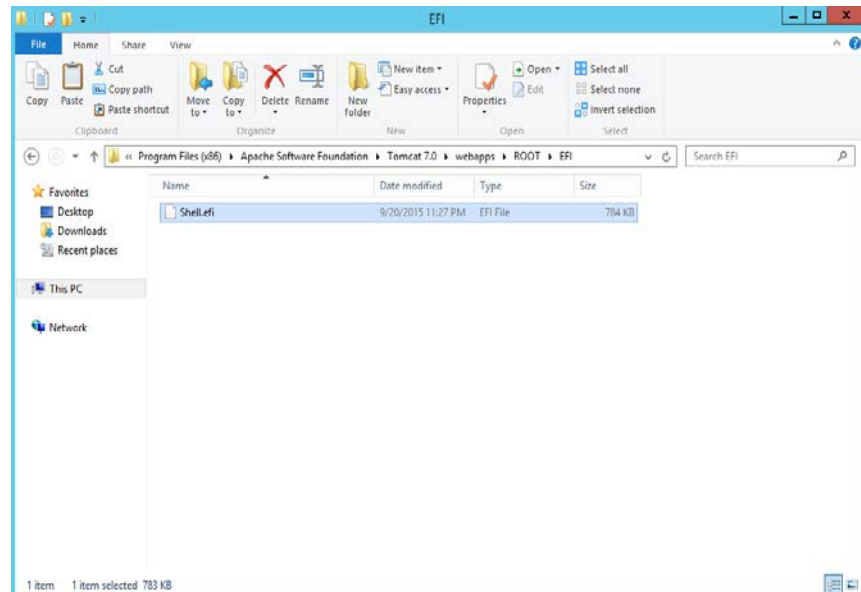 EFI
File Home Share View
Copy
Paste
Cut
Copy path
Paste shortcut
Clipboard
Move to
Copy to
Delete
Rename
Organize
New folder
New item
Easy access
New
Properties
Open
Edit
Open
Select all
Select none
Invert selection
Select
« Program Files (x86) Apache Software Foundation Tomcat 7.0 webapps ROOT EFI
Search EFI
Favorites
Desktop
Downloads
Recent places
This PC
Network
Name Date modified Type Size
Shell.efi 9/20/2015 11:27 PM EFI File 784 KB
1 item 1 item selected 783 KB